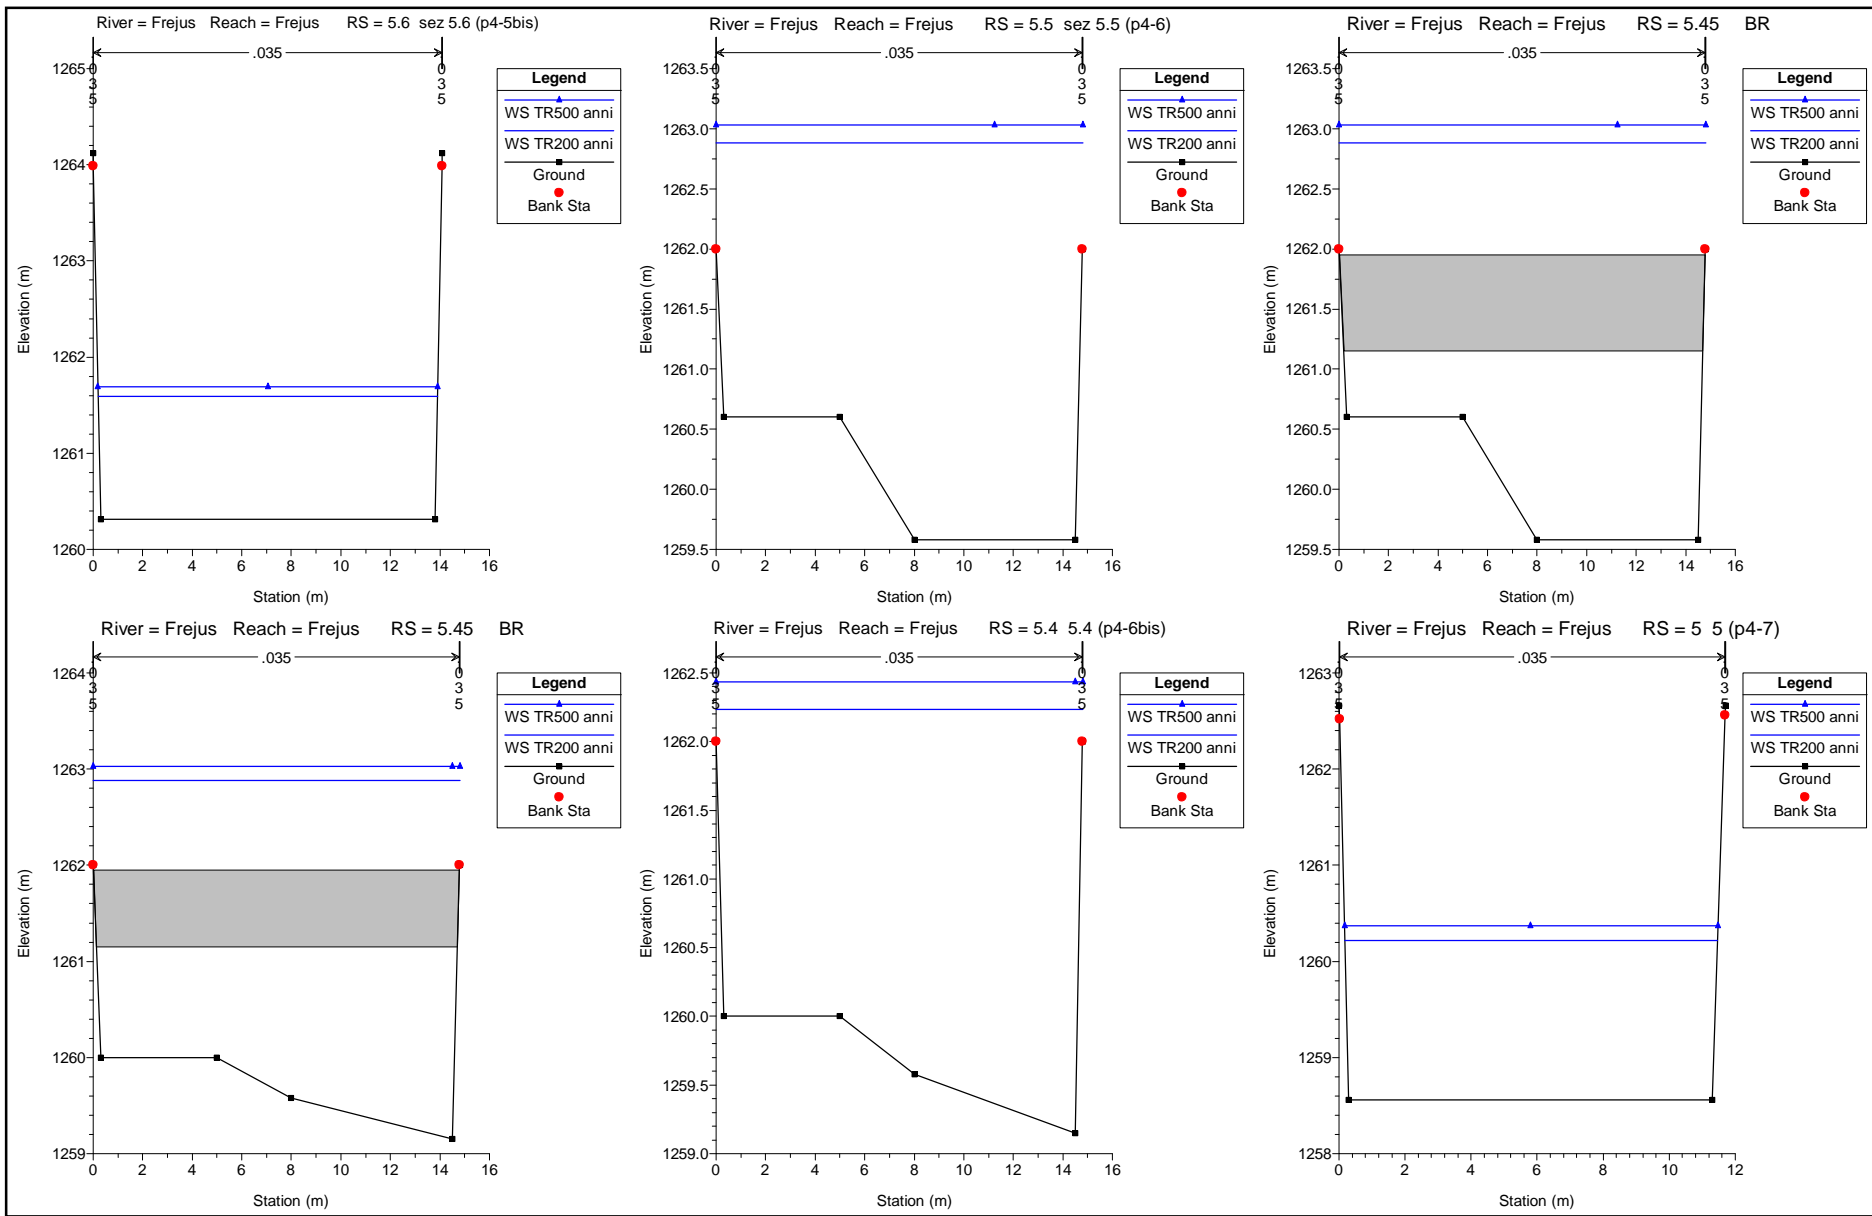 River = Frejus Reach = Frejus RS = 5.6 sez 5.6 (p4-5bis)
.035
.035
.035
1265
1264
1263
1262
1261
1260
0 2 4 6 8 10 12 14 16
Station (m)
Elevation (m)
Legend
WS TR500 anni
WS TR200 anni
Ground
Bank Sta
River = Frejus Reach = Frejus RS = 5.5 sez 5.5 (p4-6)
.035
.035
.035
1263.5
1263.0
1262.5
1262.0
1261.5
1261.0
1260.5
1260.0
1259.5
0 2 4 6 8 10 12 14 16
Station (m)
Elevation (m)
Legend
WS TR500 anni
WS TR200 anni
Ground
Bank Sta
River = Frejus Reach = Frejus RS = 5.45 BR
.035
.035
.035
1263.5
1263.0
1262.5
1262.0
1261.5
1261.0
1260.5
1260.0
1259.5
0 2 4 6 8 10 12 14 16
Station (m)
Elevation (m)
Legend
WS TR500 anni
WS TR200 anni
Ground
Bank Sta
River = Frejus Reach = Frejus RS = 5.45 BR
.035
.035
.035
1264
1263
1262
1261
1260
1259
0 2 4 6 8 10 12 14 16
Station (m)
Elevation (m)
Legend
WS TR500 anni
WS TR200 anni
Ground
Bank Sta
River = Frejus Reach = Frejus RS = 5.4 5.4 (p4-6bis)
.035
.035
.035
1262.5
1262.0
1261.5
1261.0
1260.5
1260.0
1259.5
1259.0
0 2 4 6 8 10 12 14 16
Station (m)
Elevation (m)
Legend
WS TR500 anni
WS TR200 anni
Ground
Bank Sta
River = Frejus Reach = Frejus RS = 5 5 (p4-7)
.035
.035
.035
1263
1262
1261
1260
1259
1258
0 2 4 6 8 10 12
Station (m)
Elevation (m)
Legend
WS TR500 anni
WS TR200 anni
Ground
Bank Sta